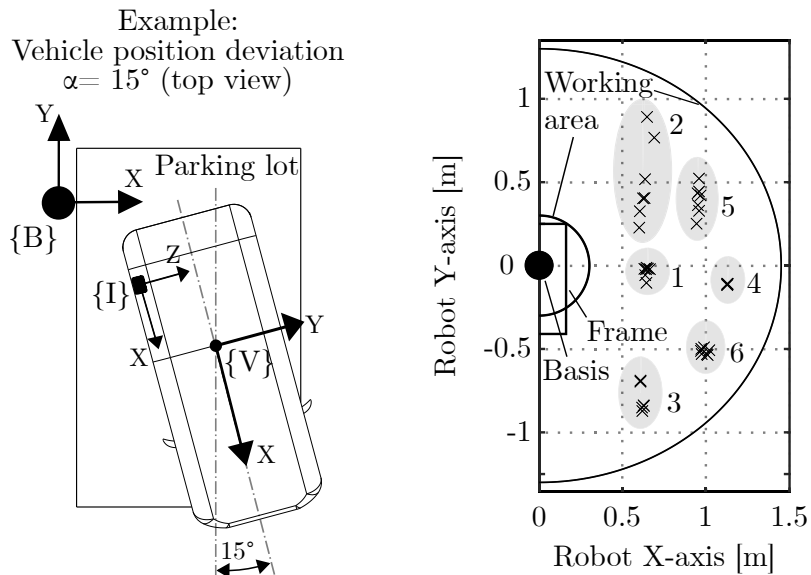 Example:
Vehicle position deviation
α= 15° (top view)
Y
X
{B}
Parking lot
Z
{I}
X
Y
{V}
X
15°
Robot Y-axis [m]
1
0.5
0
-0.5
-1
Working
area
2
5
1
4
Frame
Basis
6
3
0
0.5
1
1.5
Robot X-axis [m]